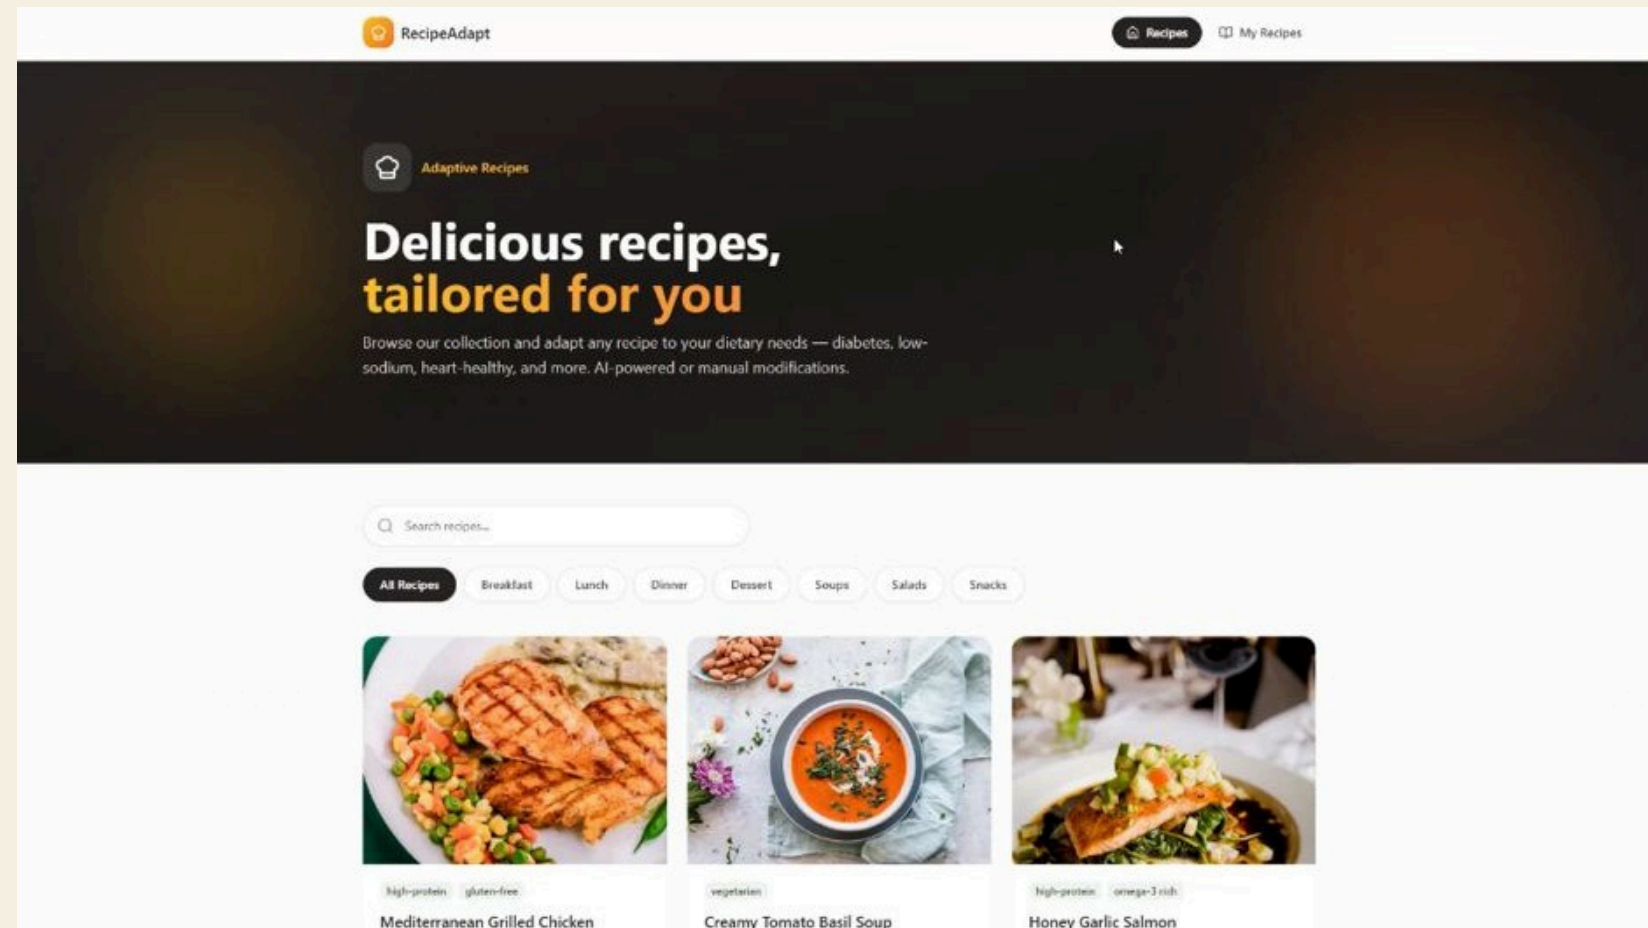 RecipeAdapt
Recipes
My Recipes
Adaptive Recipes
Delicious recipes,
tailored for you
Browse our collection and adapt any recipe to your dietary needs — diabetes, low-
sodium, heart-healthy, and more. AI-powered or manual modifications.
Search recipes...
All Recipes
Breakfast
Lunch
Dinner
Dessert
Soups
Salads
Snacks
high-protein
gluten-free
Mediterranean Grilled Chicken
vegetarian
Creamy Tomato Basil Soup
high-protein
omega-3 rich
Honey Garlic Salmon